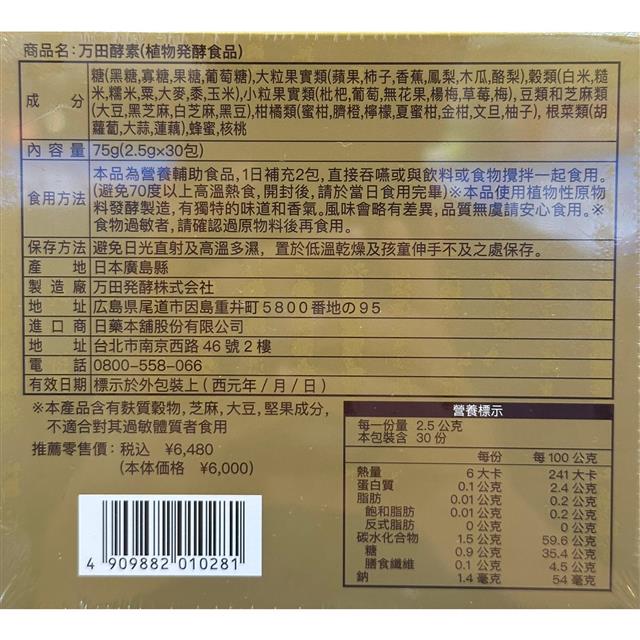 商品名：万田酵素(植物発酵食品)
成　分
糖(黑糖,寡糖,果糖,葡萄糖),大粒果實類(蘋果,柿子,香蕉,鳳梨,木瓜,酪梨),穀類(白米,糙
米,糯米,粟,大麥,黍,玉米),小粒果實類(枇杷,葡萄,無花果,楊梅,草莓,梅),豆類和芝麻類
(大豆,黑芝麻,白芝麻,黑豆),柑橘類(蜜柑,臍橙,檸檬,夏蜜柑,金柑,文旦,柚子),根菜類(胡
蘿蔔,大蒜,蓮藕),蜂蜜,核桃
內容量 75g(2.5g×30包)
食用方法
本品為營養輔助食品,1日補充2包,直接吞嚥或與飲料或食物攪拌一起食用。
(避免70度以上高溫熱食,開封後,請於當日食用完畢)※本品使用植物性原物
料發酵製造,有獨特的味道和香氣。風味會略有差異,品質無虞請安心食用。※
食物過敏者,請確認過原物料後再食用。
保存方法 避免日光直射及高溫多濕，置於低溫乾燥及孩童伸手不及之處保存。
產　地 日本廣島縣
製造廠 万田発酵株式会社
地　址 広島県尾道市因島重井町5800番地の95
進口商 日藥本舖股份有限公司
地　址 台北市南京西路46號2樓
電　話 0800-558-066
有效日期 標示於外包裝上(西元年/月/日)
※本產品含有麩質穀物,芝麻,大豆,堅果成分,
不適合對其過敏體質者食用
推薦零售價：税込 ¥6,480
(本体価格 ¥6,000)
4 909882 010281
營養標示
每一份量 2.5 公克
本包裝含 30 份
每份 每 100 公克
熱量 6 大卡 241 大卡
蛋白質 0.1 公克 2.4 公克
脂肪 0.01 公克 0.2 公克
飽和脂肪 0.01 公克 0.2 公克
反式脂肪 0 公克 0 公克
碳水化合物 1.5 公克 59.6 公克
糖 0.9 公克 35.4 公克
膳食纖維 0.1 公克 4.5 公克
鈉 1.4 毫克 54 毫克